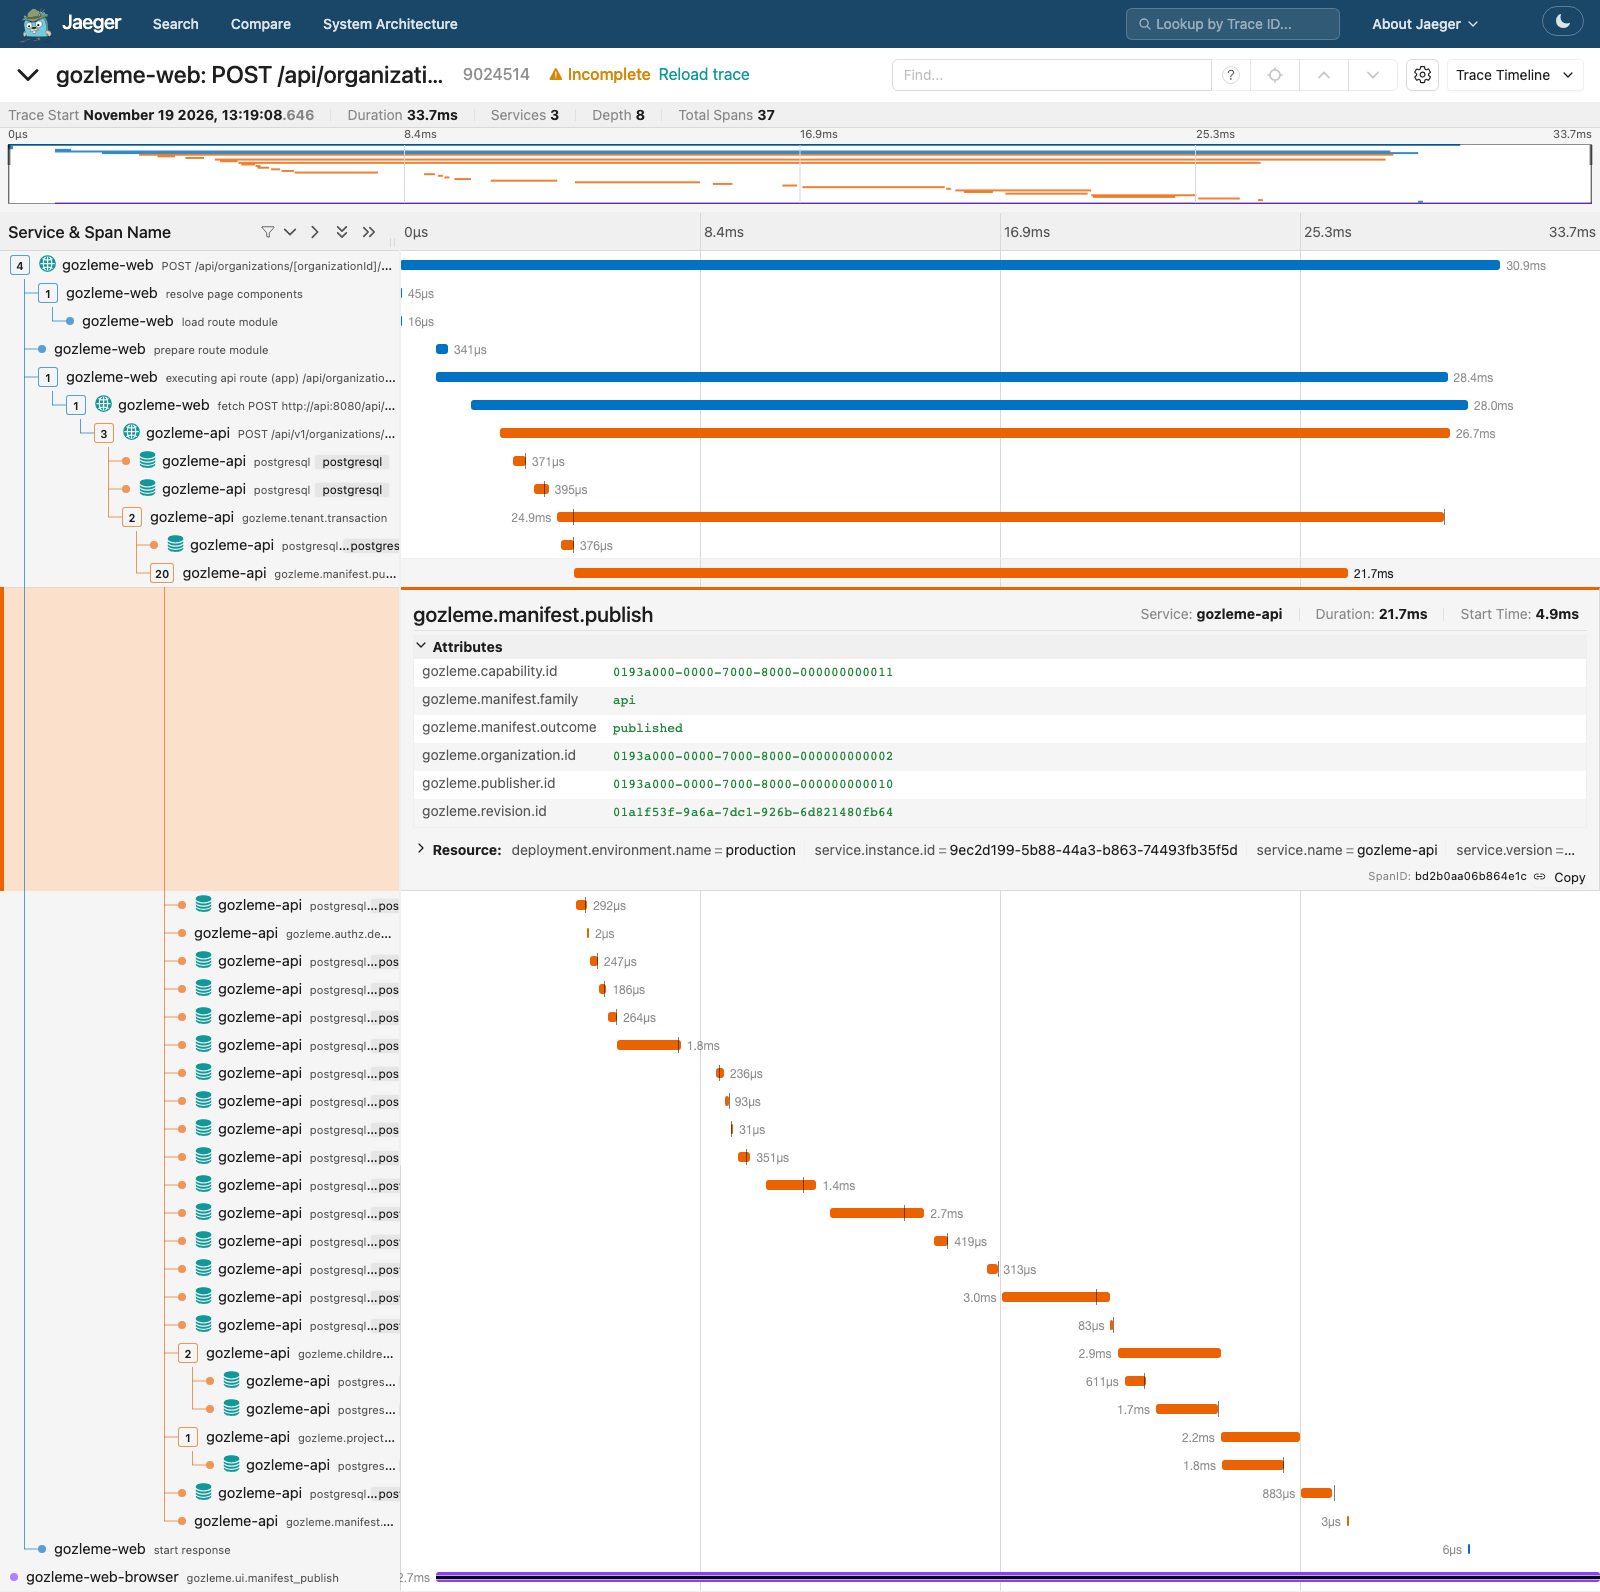 Jaeger Search Compare System Architecture Lookup by Trace ID... About Jaeger
gozleme-web: POST /api/organizati... 9024514 Incomplete Reload trace Find... ? Trace Timeline
Trace Start November 19 2026, 13:19:08.646 Duration 33.7ms Services 3 Depth 8 Total Spans 37
0µs 8.4ms 16.9ms 25.3ms 33.7ms
Service & Span Name 0µs 8.4ms 16.9ms 25.3ms 33.7ms
4 gozleme-web POST /api/organizations/[organizationId]/... 30.9ms
1 gozleme-web resolve page components 45µs
gozleme-web load route module 16µs
gozleme-web prepare route module 341µs
1 gozleme-web executing api route (app) /api/organizatio... 28.4ms
1 gozleme-web fetch POST http://api:8080/api/... 28.0ms
3 gozleme-api POST /api/v1/organizations/... 26.7ms
gozleme-api postgresql postgresql 371µs
gozleme-api postgresql postgresql 395µs
2 gozleme-api gozleme.tenant.transaction 24.9ms
gozleme-api postgresql... postgres 376µs
20 gozleme-api gozleme.manifest.pu... 21.7ms
gozleme.manifest.publish Service: gozleme-api Duration: 21.7ms Start Time: 4.9ms
Attributes
gozleme.capability.id 0193a000-0000-7000-8000-000000000011
gozleme.manifest.family api
gozleme.manifest.outcome published
gozleme.organization.id 0193a000-0000-7000-8000-000000000002
gozleme.publisher.id 0193a000-0000-7000-8000-000000000010
gozleme.revision.id 01a1f53f-9a6a-7dc1-926b-6d821480fb64
Resource: deployment.environment.name = production service.instance.id = 9ec2d199-5b88-44a3-b863-74493fb35f5d service.name = gozleme-api service.version =...
SpanID: bd2b0aa06b864e1c Copy
gozleme-api postgresql... pos 292µs
gozleme-api gozleme.authz.de... 2µs
gozleme-api postgresql... pos 247µs
gozleme-api postgresql... pos 186µs
gozleme-api postgresql... pos 264µs
gozleme-api postgresql... pos 1.8ms
gozleme-api postgresql... pos 236µs
gozleme-api postgresql... pos 93µs
gozleme-api postgresql... pos 31µs
gozleme-api postgresql... pos 351µs
gozleme-api postgresql... pos 1.4ms
gozleme-api postgresql... pos 2.7ms
gozleme-api postgresql... pos 419µs
gozleme-api postgresql... pos 313µs
gozleme-api postgresql... pos 3.0ms
gozleme-api postgresql... pos 83µs
2 gozleme-api gozleme.childre... 2.9ms
gozleme-api postgres... 611µs
gozleme-api postgres... 1.7ms
1 gozleme-api gozleme.project... 2.2ms
gozleme-api postgres... 1.8ms
gozleme-api postgresql... pos 883µs
gozleme-api gozleme.manifest.... 3µs
gozleme-web start response 6µs
gozleme-web-browser gozleme.ui.manifest_publish 2.7ms